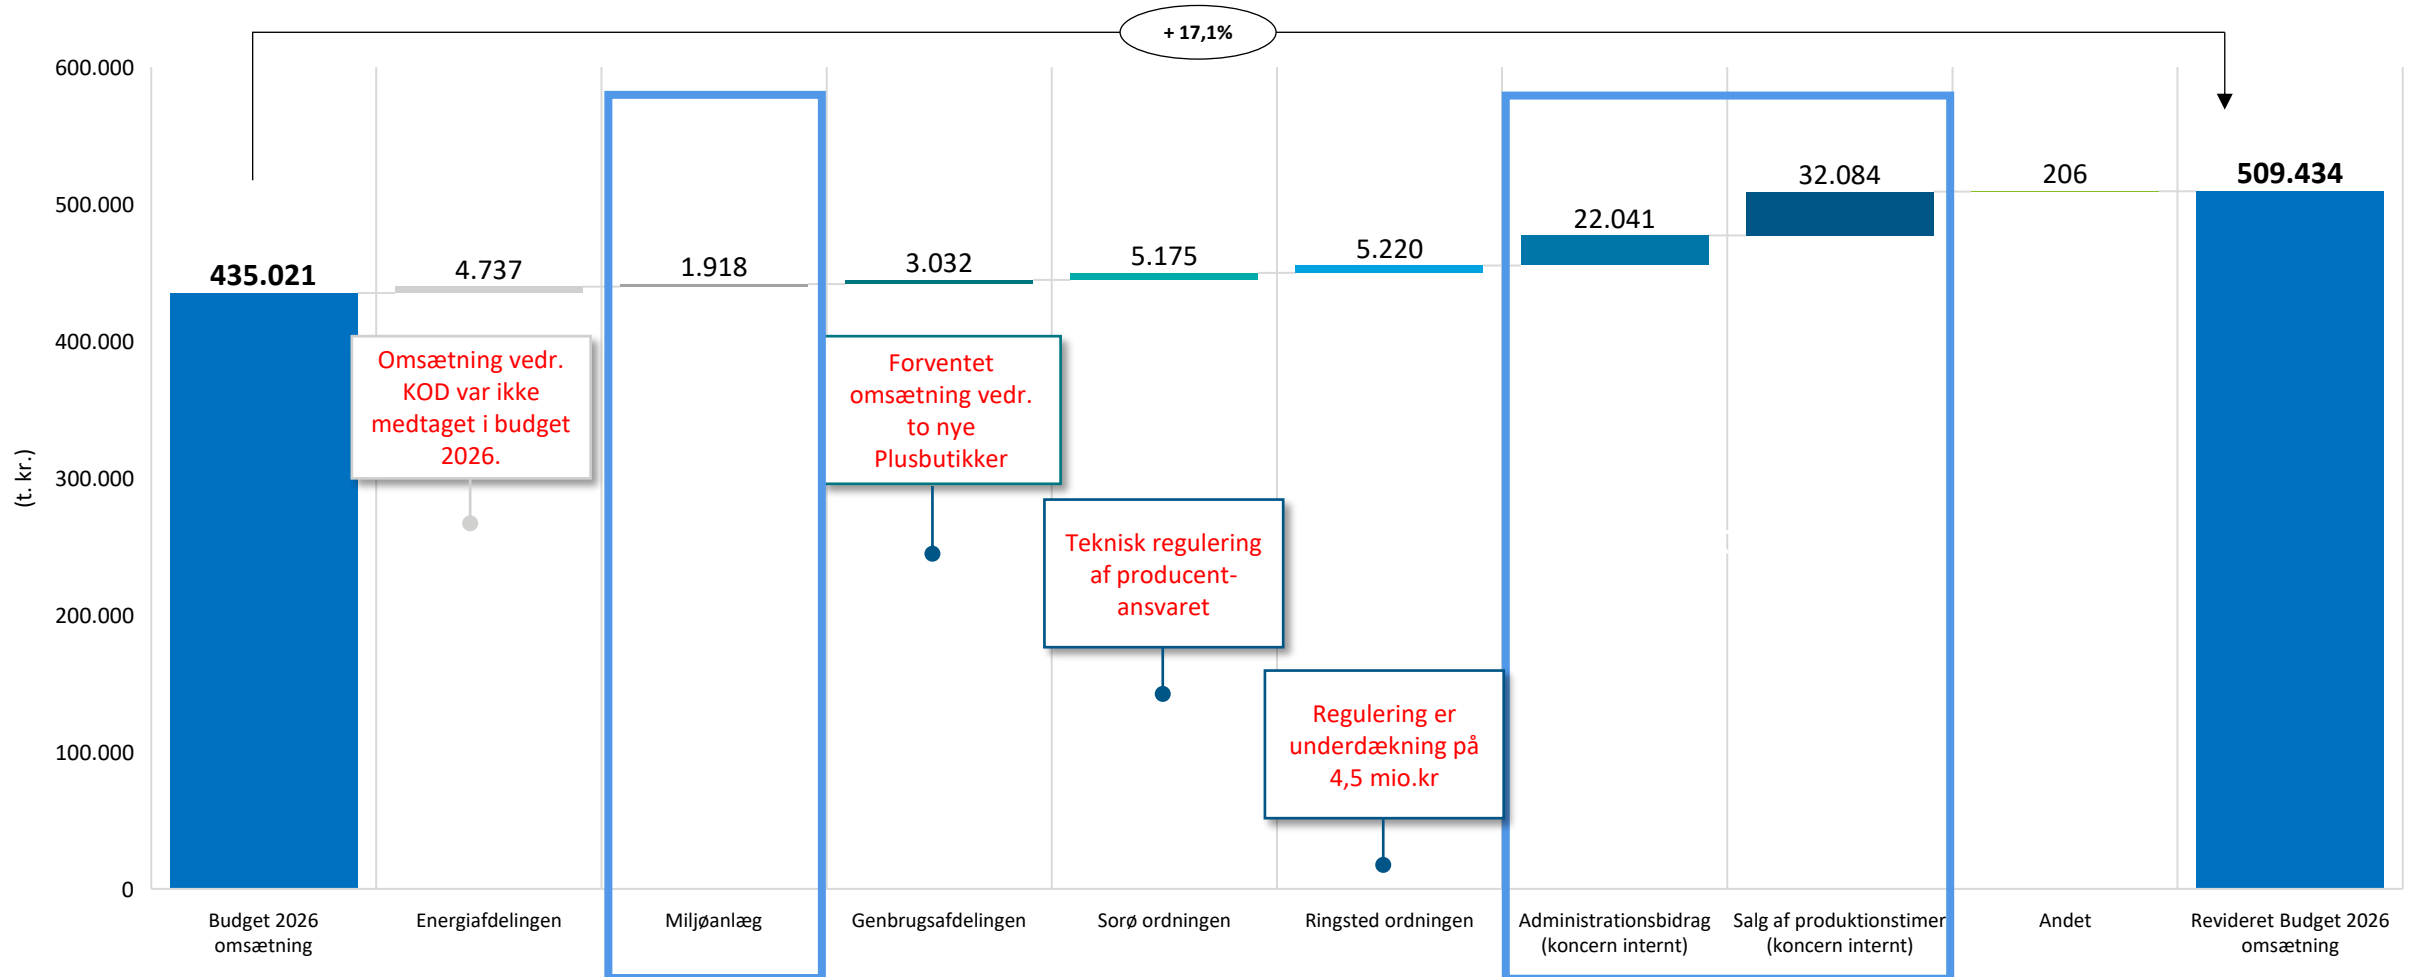 + 17,1%
600.000
500.000
400.000
300.000
200.000
100.000
0
(t. kr.)
435.021
4.737
1.918
3.032
5.175
5.220
22.041
32.084
206
509.434
Omsætning vedr.
KOD var ikke
medtaget i budget
2026.
Forventet
omsætning vedr.
to nye
Plusbutikker
Teknisk regulering
af producent-
ansvaret
Regulering er
underdækning på
4,5 mio.kr
Budget 2026
omsætning
Energiafdelingen
Miljøanlæg
Genbrugsafdelingen
Sorø ordningen
Ringsted ordningen
Administrationsbidrag
(koncern internt)
Salg af produktionstimer
(koncern internt)
Andet
Revideret Budget 2026
omsætning